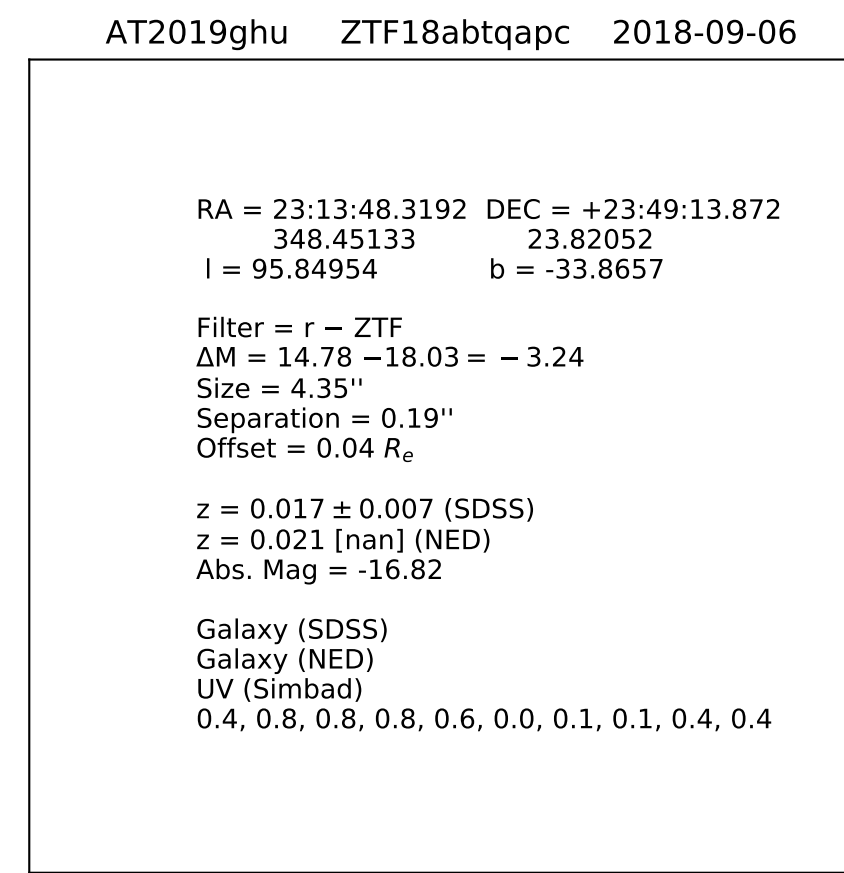 AT2019ghu ZTF18abtqapc 2018-09-06
RA = 23:13:48.3192 DEC = +23:49:13.872
348.45133 23.82052
l = 95.84954 b = -33.8657
Filter = r − ZTF
ΔM = 14.78 −18.03 = − 3.24
Size = 4.35''
Separation = 0.19''
Offset = 0.04 Re
z = 0.017 ± 0.007 (SDSS)
z = 0.021 [nan] (NED)
Abs. Mag = -16.82
Galaxy (SDSS)
Galaxy (NED)
UV (Simbad)
0.4, 0.8, 0.8, 0.8, 0.6, 0.0, 0.1, 0.1, 0.4, 0.4